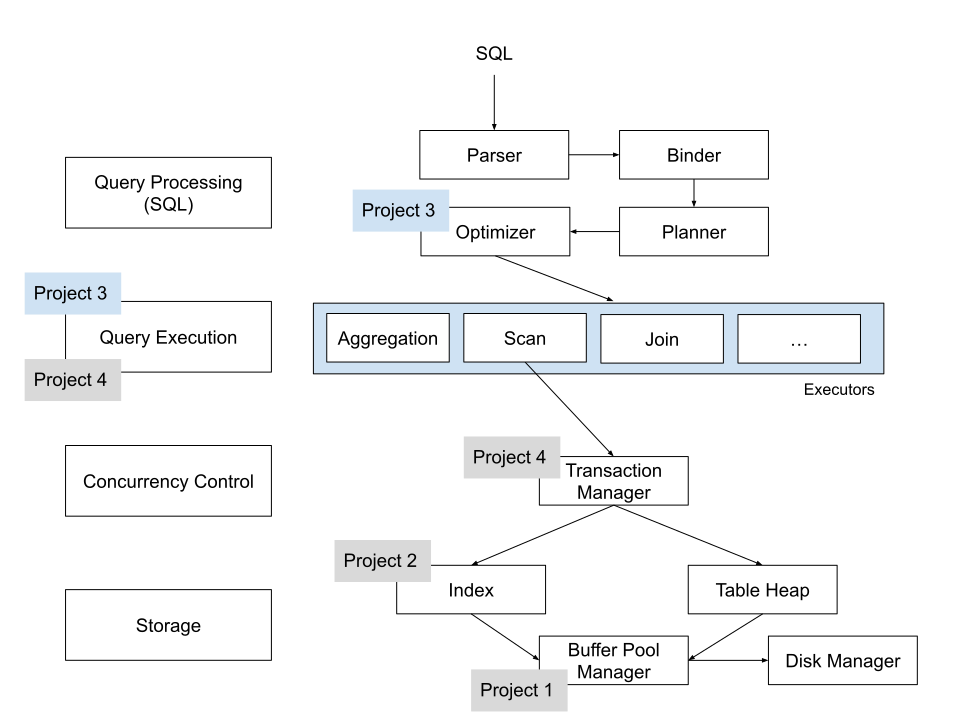 SQL
Parser
Binder
Query Processing
(SQL)
Project 3
Optimizer
Planner
Project 3
Query Execution
Project 4
Aggregation
Scan
Join
...
Executors
Project 4
Transaction
Manager
Concurrency Control
Project 2
Index
Table Heap
Storage
Buffer Pool
Manager
Disk Manager
Project 1